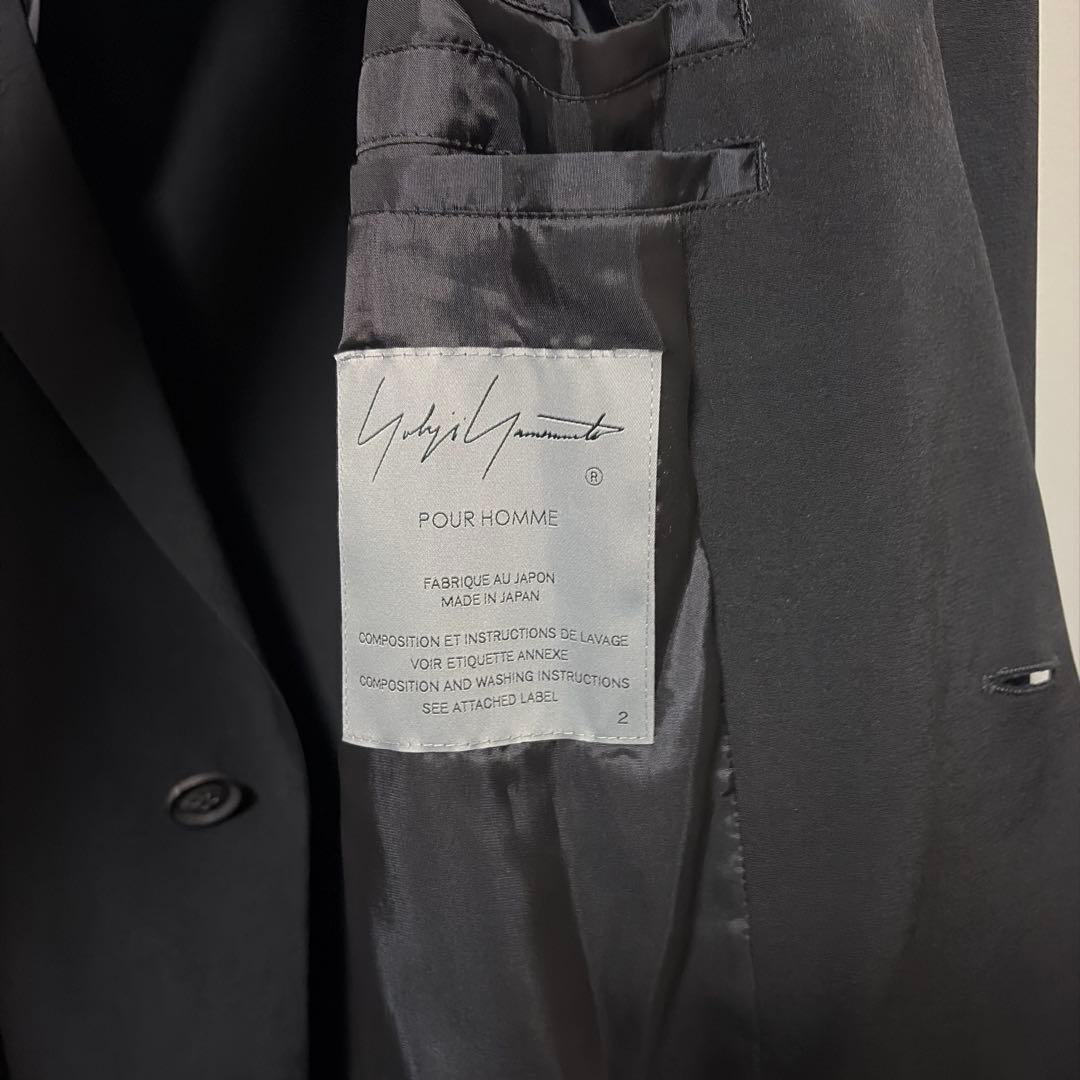 Yohji Yamamoto
®
POUR HOMME
FABRIQUE AU JAPON
MADE IN JAPAN
COMPOSITION ET INSTRUCTIONS DE LAVAGE
VOIR ETIQUETTE ANNEXE
COMPOSITION AND WASHING INSTRUCTIONS
SEE ATTACHED LABEL
2